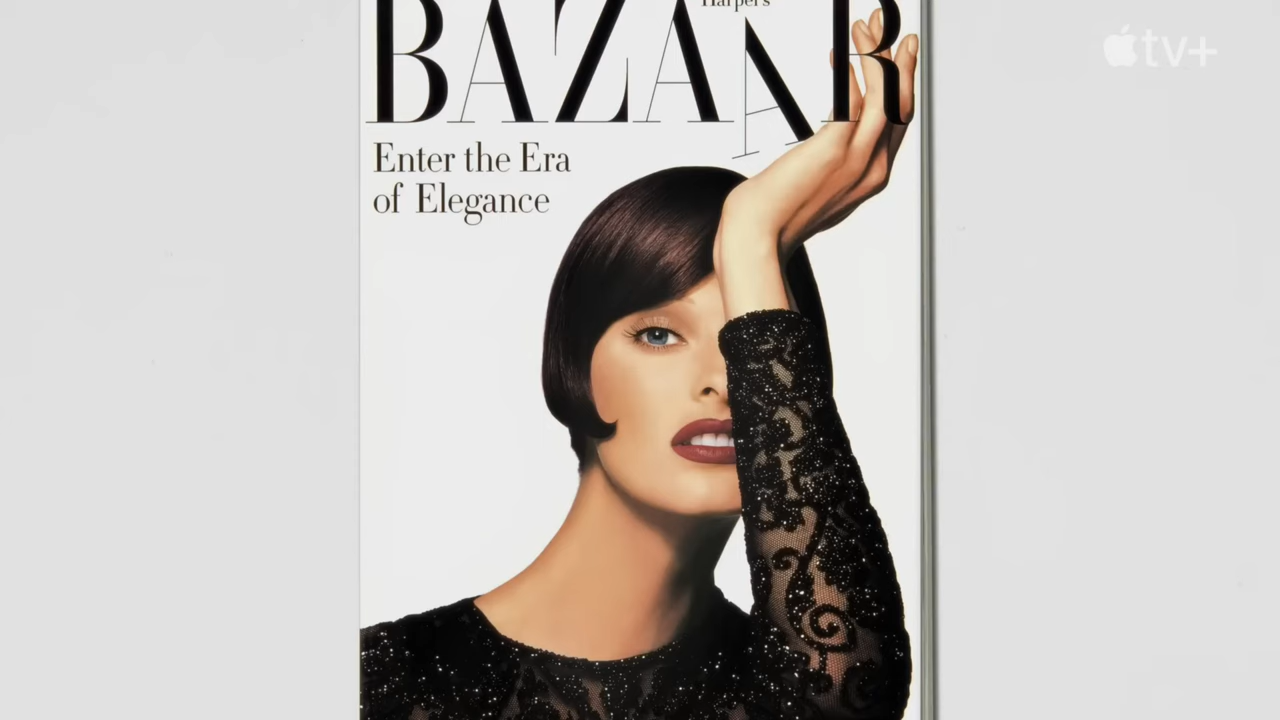 Harper's
BAZAAR
Enter the Era
of Elegance
tv+